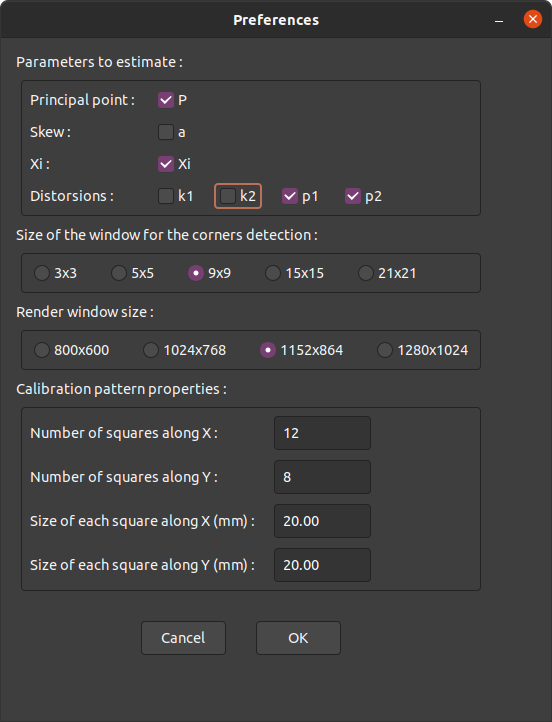 Preferences
Parameters to estimate :
Principal point : P
Skew : a
Xi : Xi
Distorsions : k1 k2 p1 p2
Size of the window for the corners detection :
3x3 5x5 9x9 15x15 21x21
Render window size :
800x600 1024x768 1152x864 1280x1024
Calibration pattern properties :
Number of squares along X : 12
Number of squares along Y : 8
Size of each square along X (mm) : 20.00
Size of each square along Y (mm) : 20.00
Cancel OK